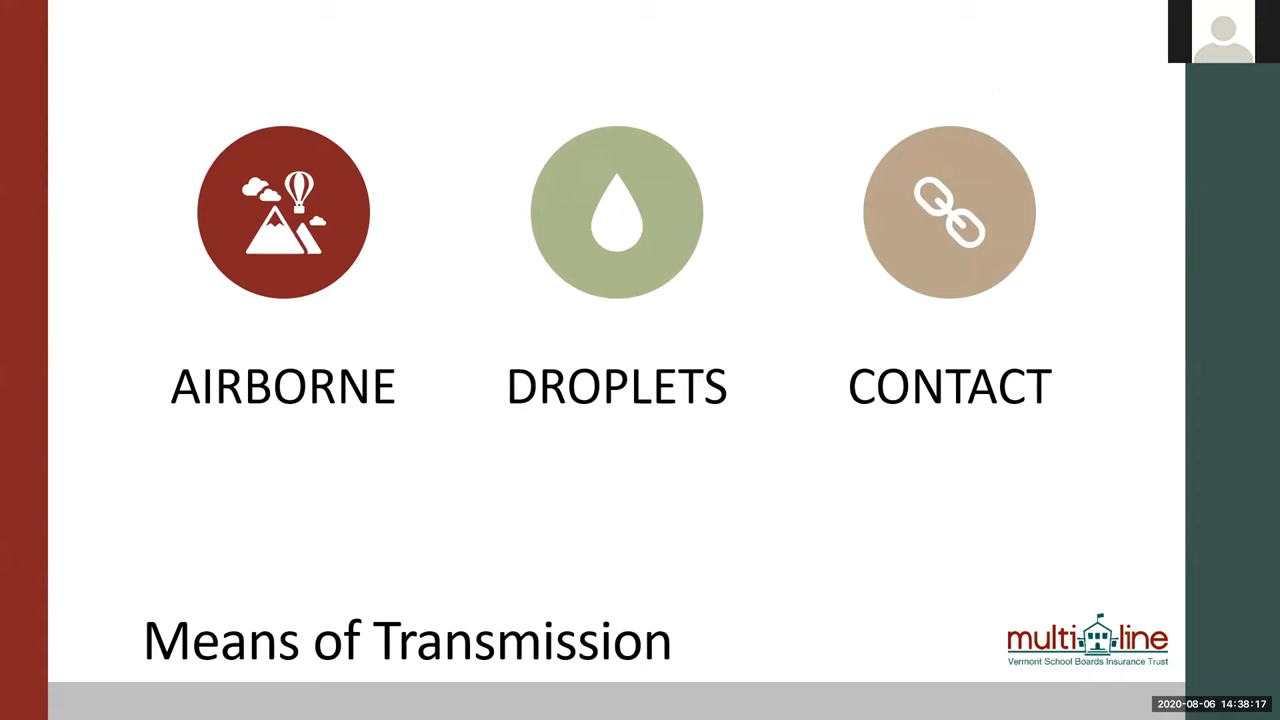 AIRBORNE
DROPLETS
CONTACT
Means of Transmission
multi line
Vermont School Boards Insurance Trust
2020-08-06 14:38:17